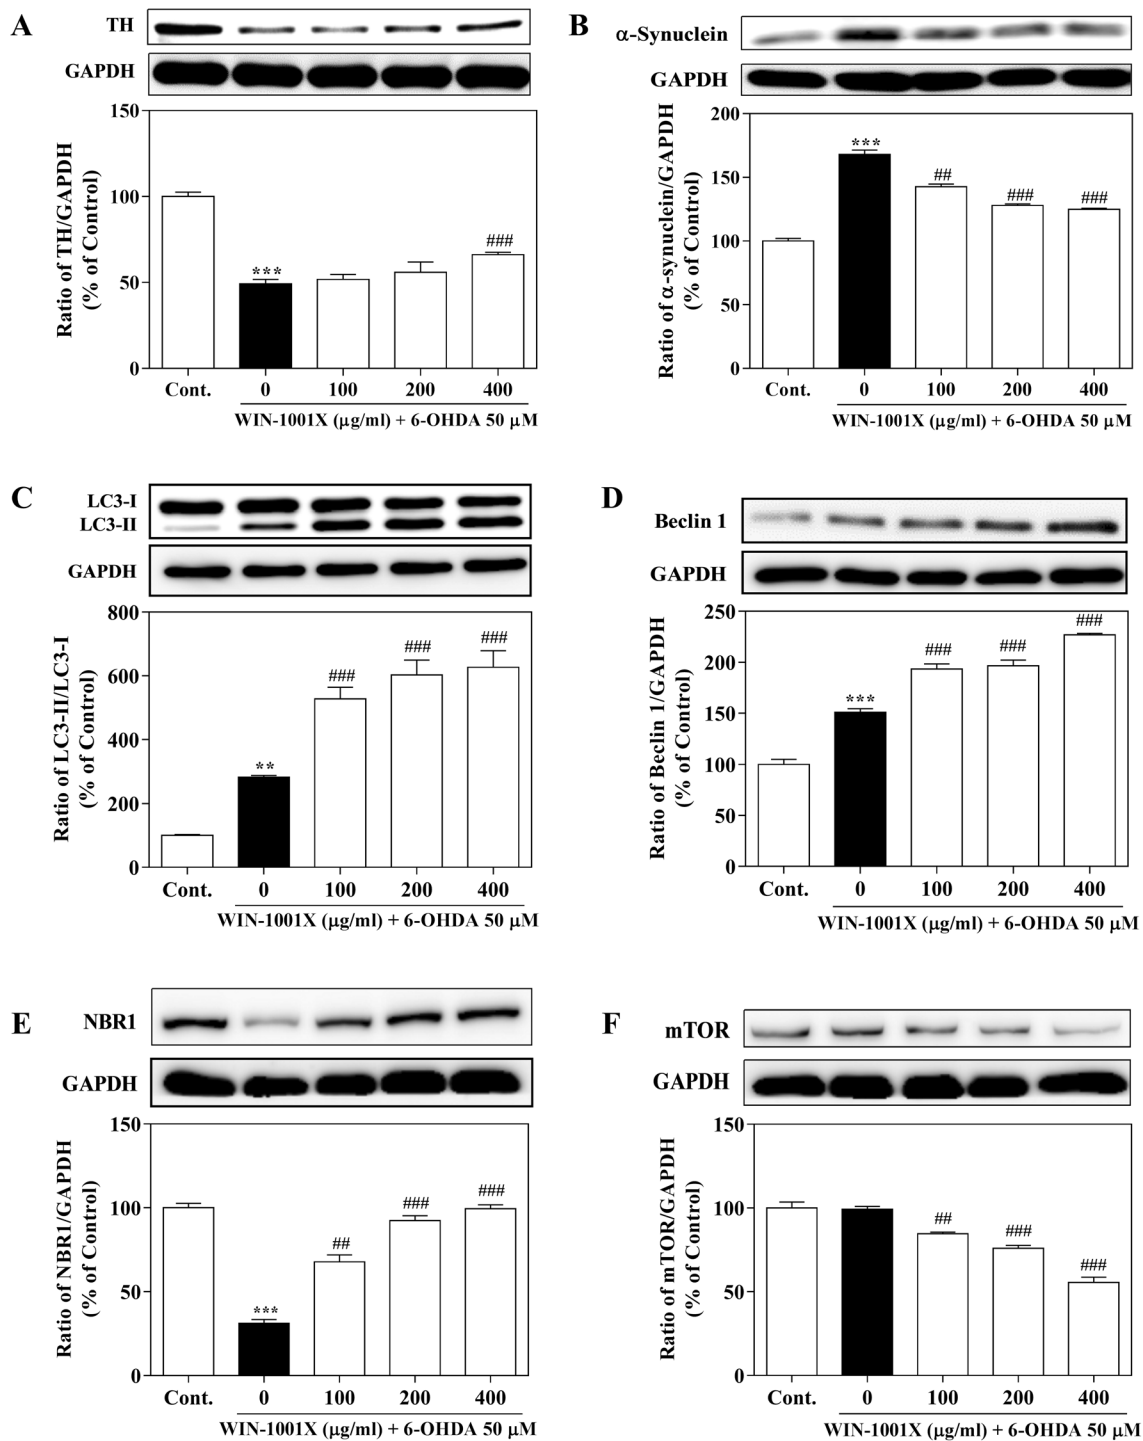 A
TH
GAPDH
Ratio of TH/GAPDH
(% of Control)
150
100
50
0
***
###
Cont.
0
100
200
400
WIN-1001X (μg/ml) + 6-OHDA 50 μM
B
α-Synuclein
GAPDH
Ratio of α-synuclein/GAPDH
(% of Control)
200
150
100
50
0
***
##
###
###
Cont.
0
100
200
400
WIN-1001X (μg/ml) + 6-OHDA 50 μM
C
LC3-I
LC3-II
GAPDH
Ratio of LC3-II/LC3-I
(% of Control)
800
600
400
200
0
**
###
###
###
Cont.
0
100
200
400
WIN-1001X (μg/ml) + 6-OHDA 50 μM
D
Beclin 1
GAPDH
Ratio of Beclin 1/GAPDH
(% of Control)
250
200
150
100
50
0
***
###
###
###
Cont.
0
100
200
400
WIN-1001X (μg/ml) + 6-OHDA 50 μM
E
NBR1
GAPDH
Ratio of NBR1/GAPDH
(% of Control)
150
100
50
0
***
##
###
###
Cont.
0
100
200
400
WIN-1001X (μg/ml) + 6-OHDA 50 μM
F
mTOR
GAPDH
Ratio of mTOR/GAPDH
(% of Control)
150
100
50
0
##
###
###
Cont.
0
100
200
400
WIN-1001X (μg/ml) + 6-OHDA 50 μM